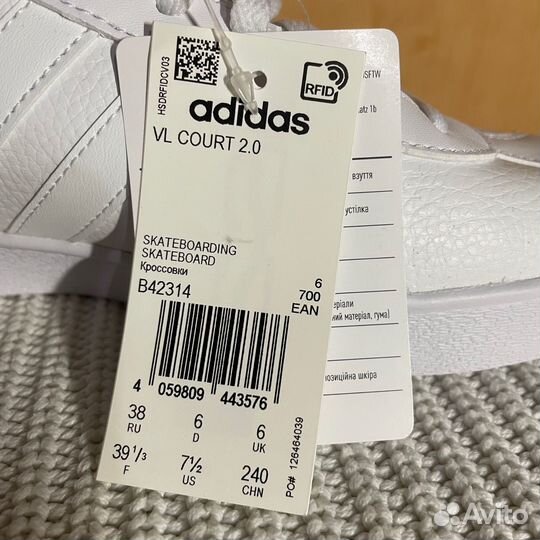 HSDRFIDCV03
RFID
adidas
VL COURT 2.0
SKATEBOARDING
SKATEBOARD
Кроссовки
B42314
6
700
EAN
4 059809 443576
38 6 6
RU D UK
39 1/3 7½ 240
F US CHN
PO# 126464039
SFTW
atz 1b
взуття
устілка
ний матеріал, гума)
шкіра
Avito